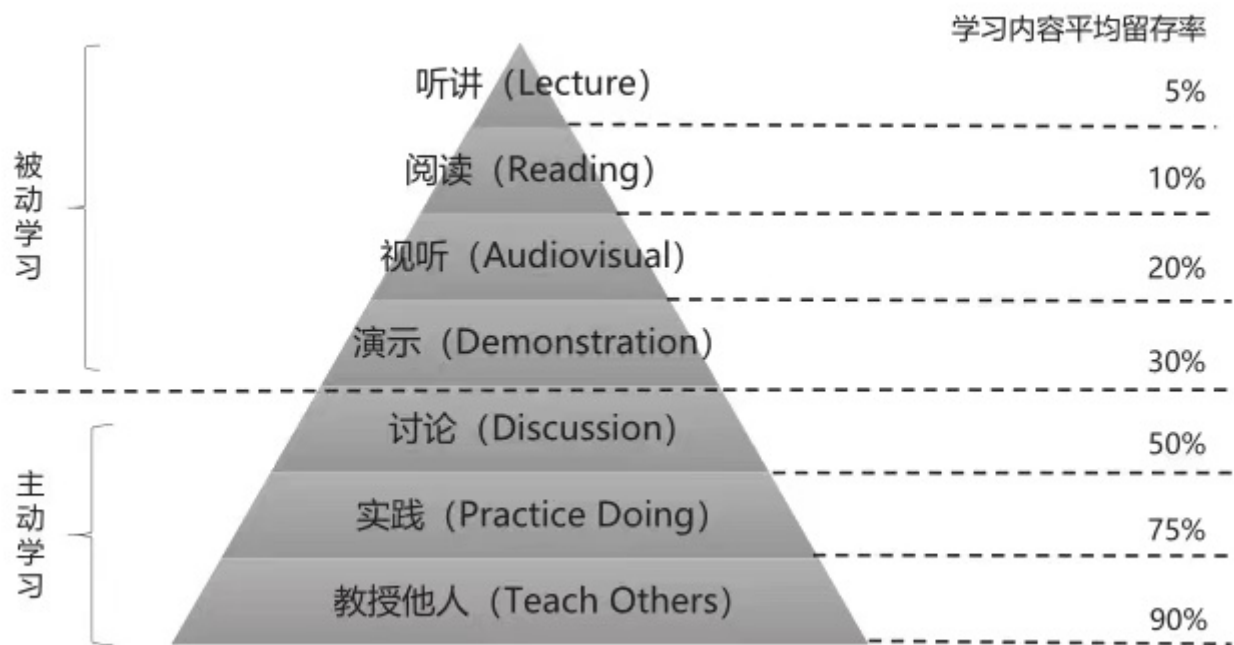 学习内容平均留存率
听讲（Lecture） 5%
阅读（Reading） 10%
视听（Audiovisual） 20%
演示（Demonstration） 30%
被动学习
讨论（Discussion） 50%
实践（Practice Doing） 75%
教授他人（Teach Others） 90%
主动学习